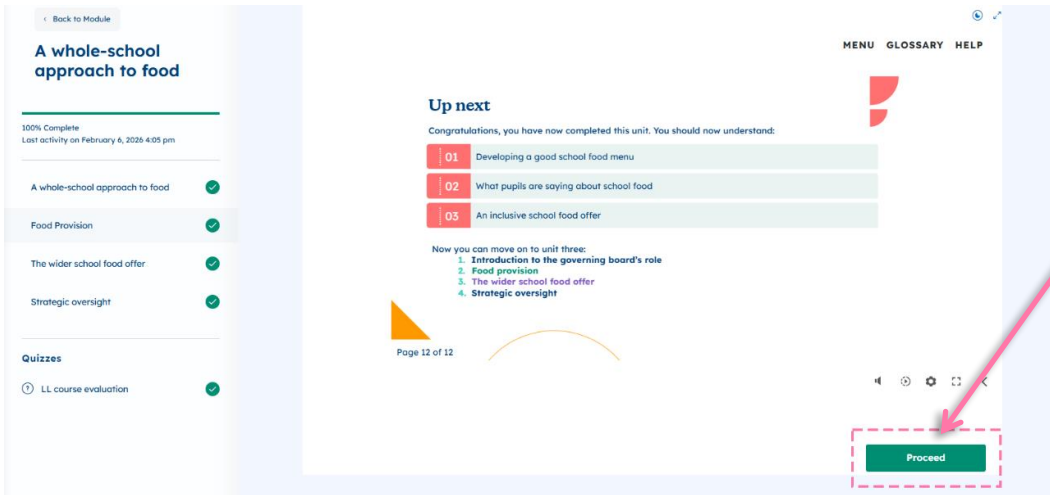 Back to Module
A whole-school
approach to food
100% Complete
Last activity on February 6, 2026 4:05 pm
A whole-school approach to food
Food Provision
The wider school food offer
Strategic oversight
Quizzes
LL course evaluation
MENU GLOSSARY HELP
Up next
Congratulations, you have now completed this unit. You should now understand:
01 Developing a good school food menu
02 What pupils are saying about school food
03 An inclusive school food offer
Now you can move on to unit three:
1. Introduction to the governing board's role
2. Food provision
3. The wider school food offer
4. Strategic oversight
Page 12 of 12
Proceed